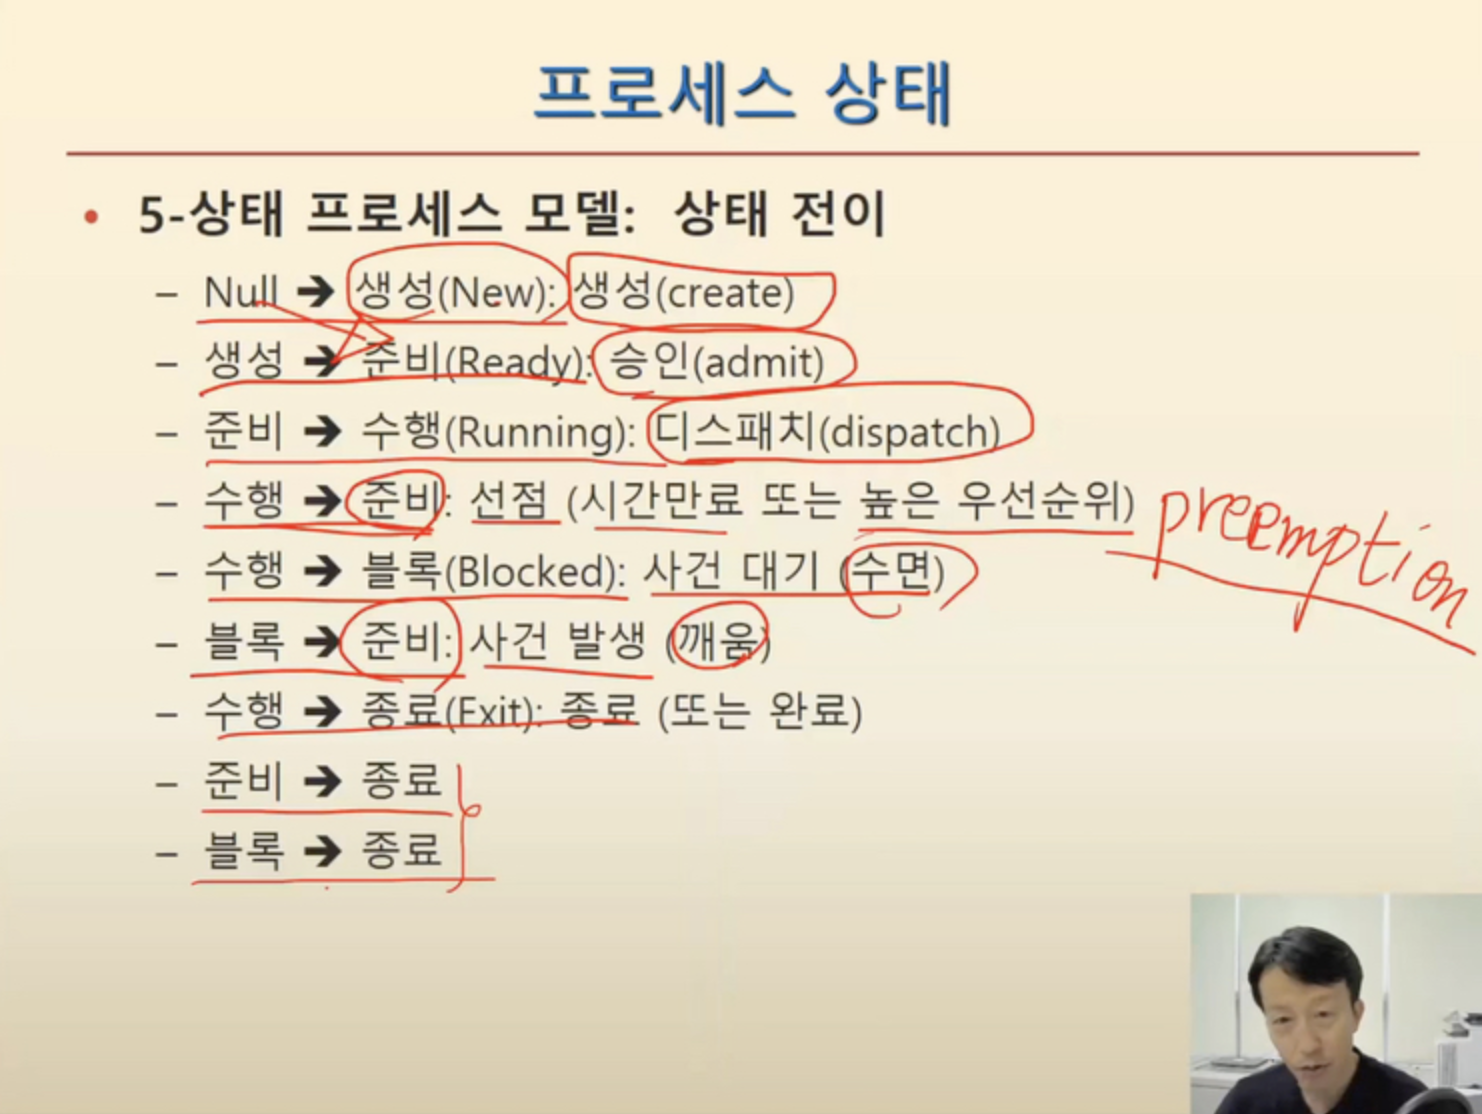 프로세스 상태
• 5-상태 프로세스 모델: 상태 전이
– Null ➔ 생성(New): 생성(create)
– 생성 ➔ 준비(Ready): 승인(admit)
– 준비 ➔ 수행(Running): 디스패치(dispatch)
– 수행 ➔ 준비: 선점 (시간만료 또는 높은 우선순위) preemption
– 수행 ➔ 블록(Blocked): 사건 대기 (수면)
– 블록 ➔ 준비: 사건 발생 (깨움)
– 수행 ➔ 종료(Exit): 종료 (또는 완료)
– 준비 ➔ 종료
– 블록 ➔ 종료